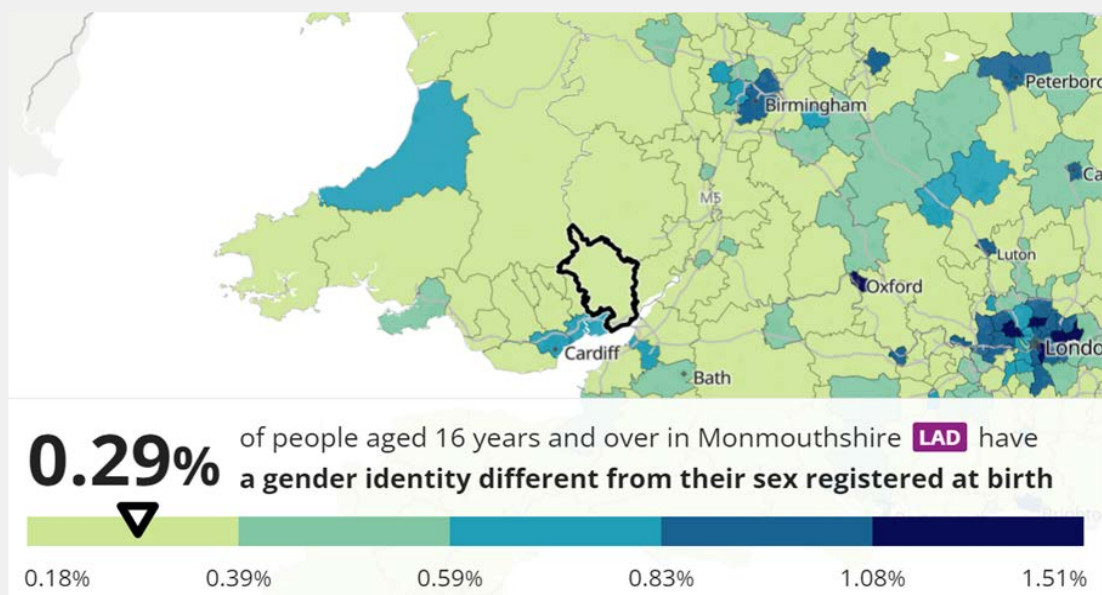 Peterborc
Birmingham
Ca
M5
Luton
Oxford
Londo
Cardiff
Bath
0.29%
of people aged 16 years and over in Monmouthshire LAD have
a gender identity different from their sex registered at birth
0.18% 0.39% 0.59% 0.83% 1.08% 1.51%